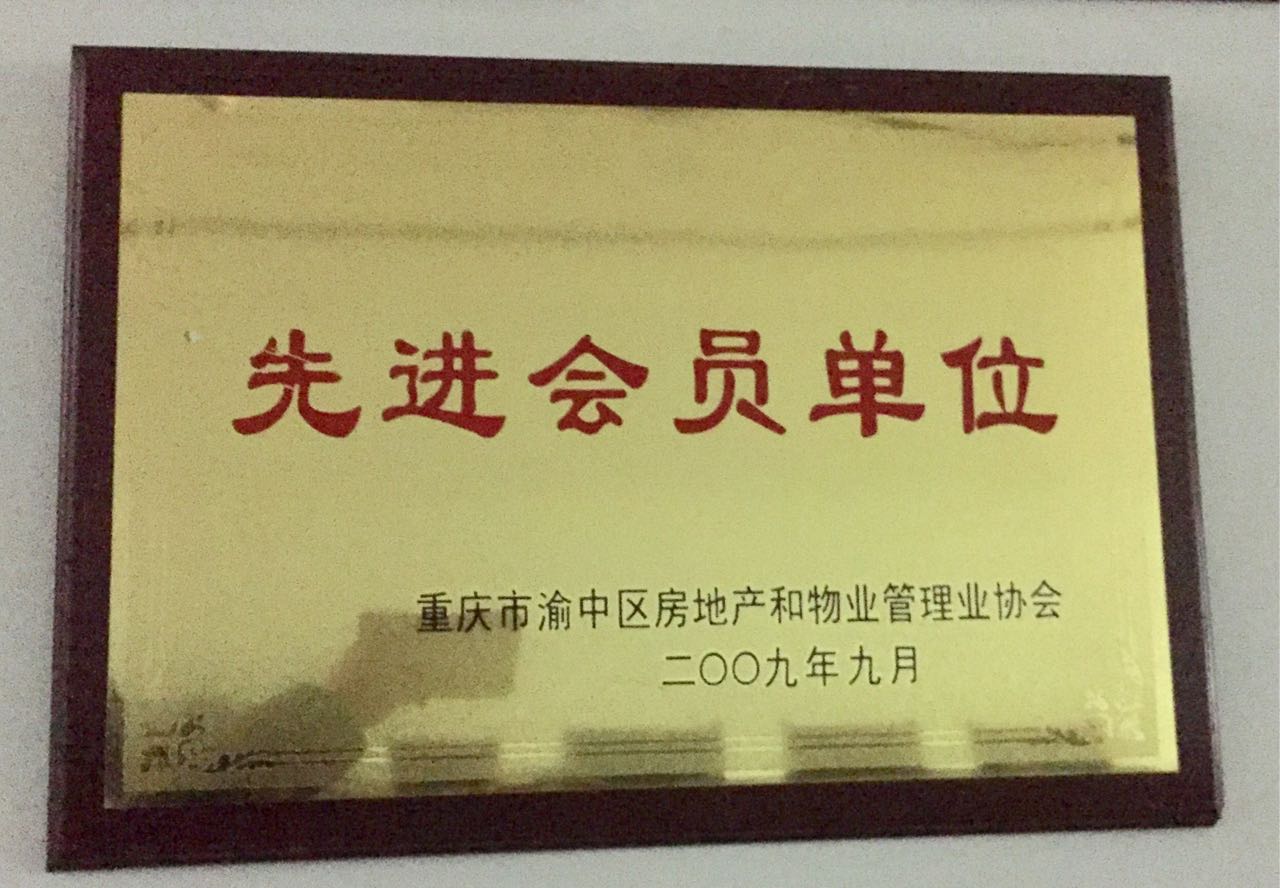 先进会员单位
重庆市渝中区房地产和物业管理业协会
二〇〇九年九月